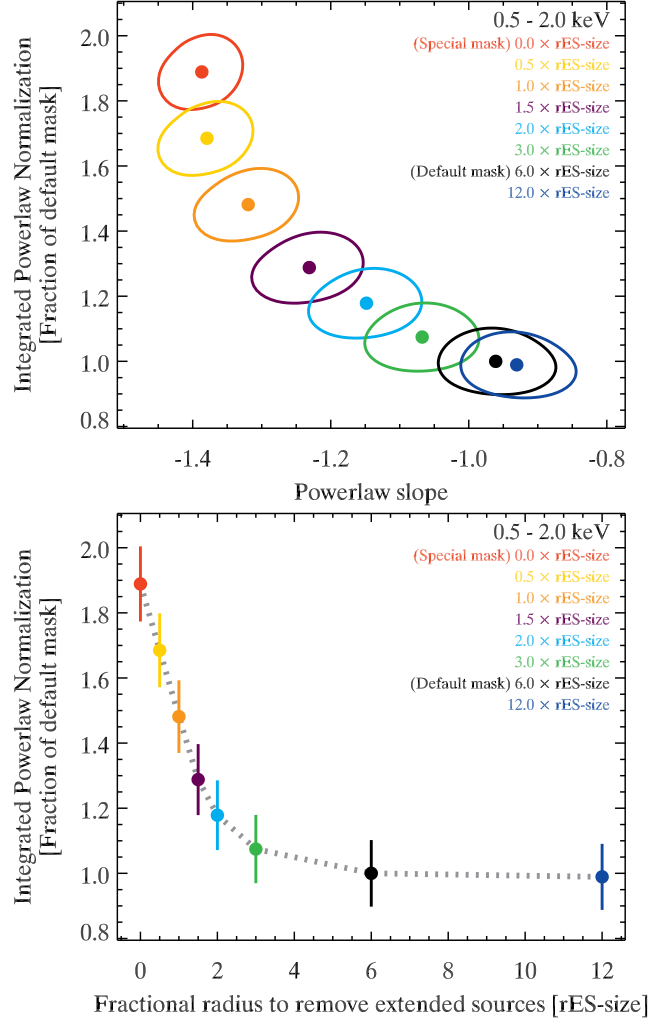 0.5 - 2.0 keV
(Special mask) 0.0 × rES-size
0.5 × rES-size
1.0 × rES-size
1.5 × rES-size
2.0 × rES-size
3.0 × rES-size
(Default mask) 6.0 × rES-size
12.0 × rES-size
Integrated Powerlaw Normalization
[Fraction of default mask]
2.0
1.8
1.6
1.4
1.2
1.0
0.8
-1.4
-1.2
-1.0
-0.8
Powerlaw slope
0.5 - 2.0 keV
(Special mask) 0.0 × rES-size
0.5 × rES-size
1.0 × rES-size
1.5 × rES-size
2.0 × rES-size
3.0 × rES-size
(Default mask) 6.0 × rES-size
12.0 × rES-size
Integrated Powerlaw Normalization
[Fraction of default mask]
2.0
1.8
1.6
1.4
1.2
1.0
0.8
0
2
4
6
8
10
12
Fractional radius to remove extended sources [rES-size]